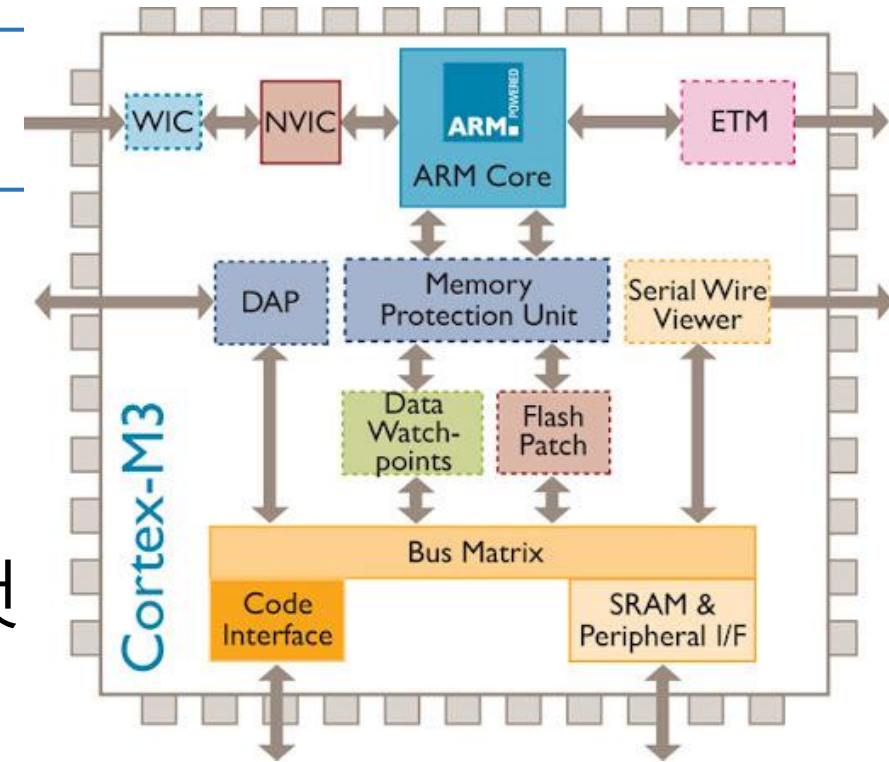 WIC
NVIC
ARM
POWERED
ARM Core
ETM
DAP
Memory
Protection Unit
Serial Wire
Viewer
Data
Watch-
points
Flash
Patch
Cortex-M3
Bus Matrix
Code
Interface
SRAM &
Peripheral I/F